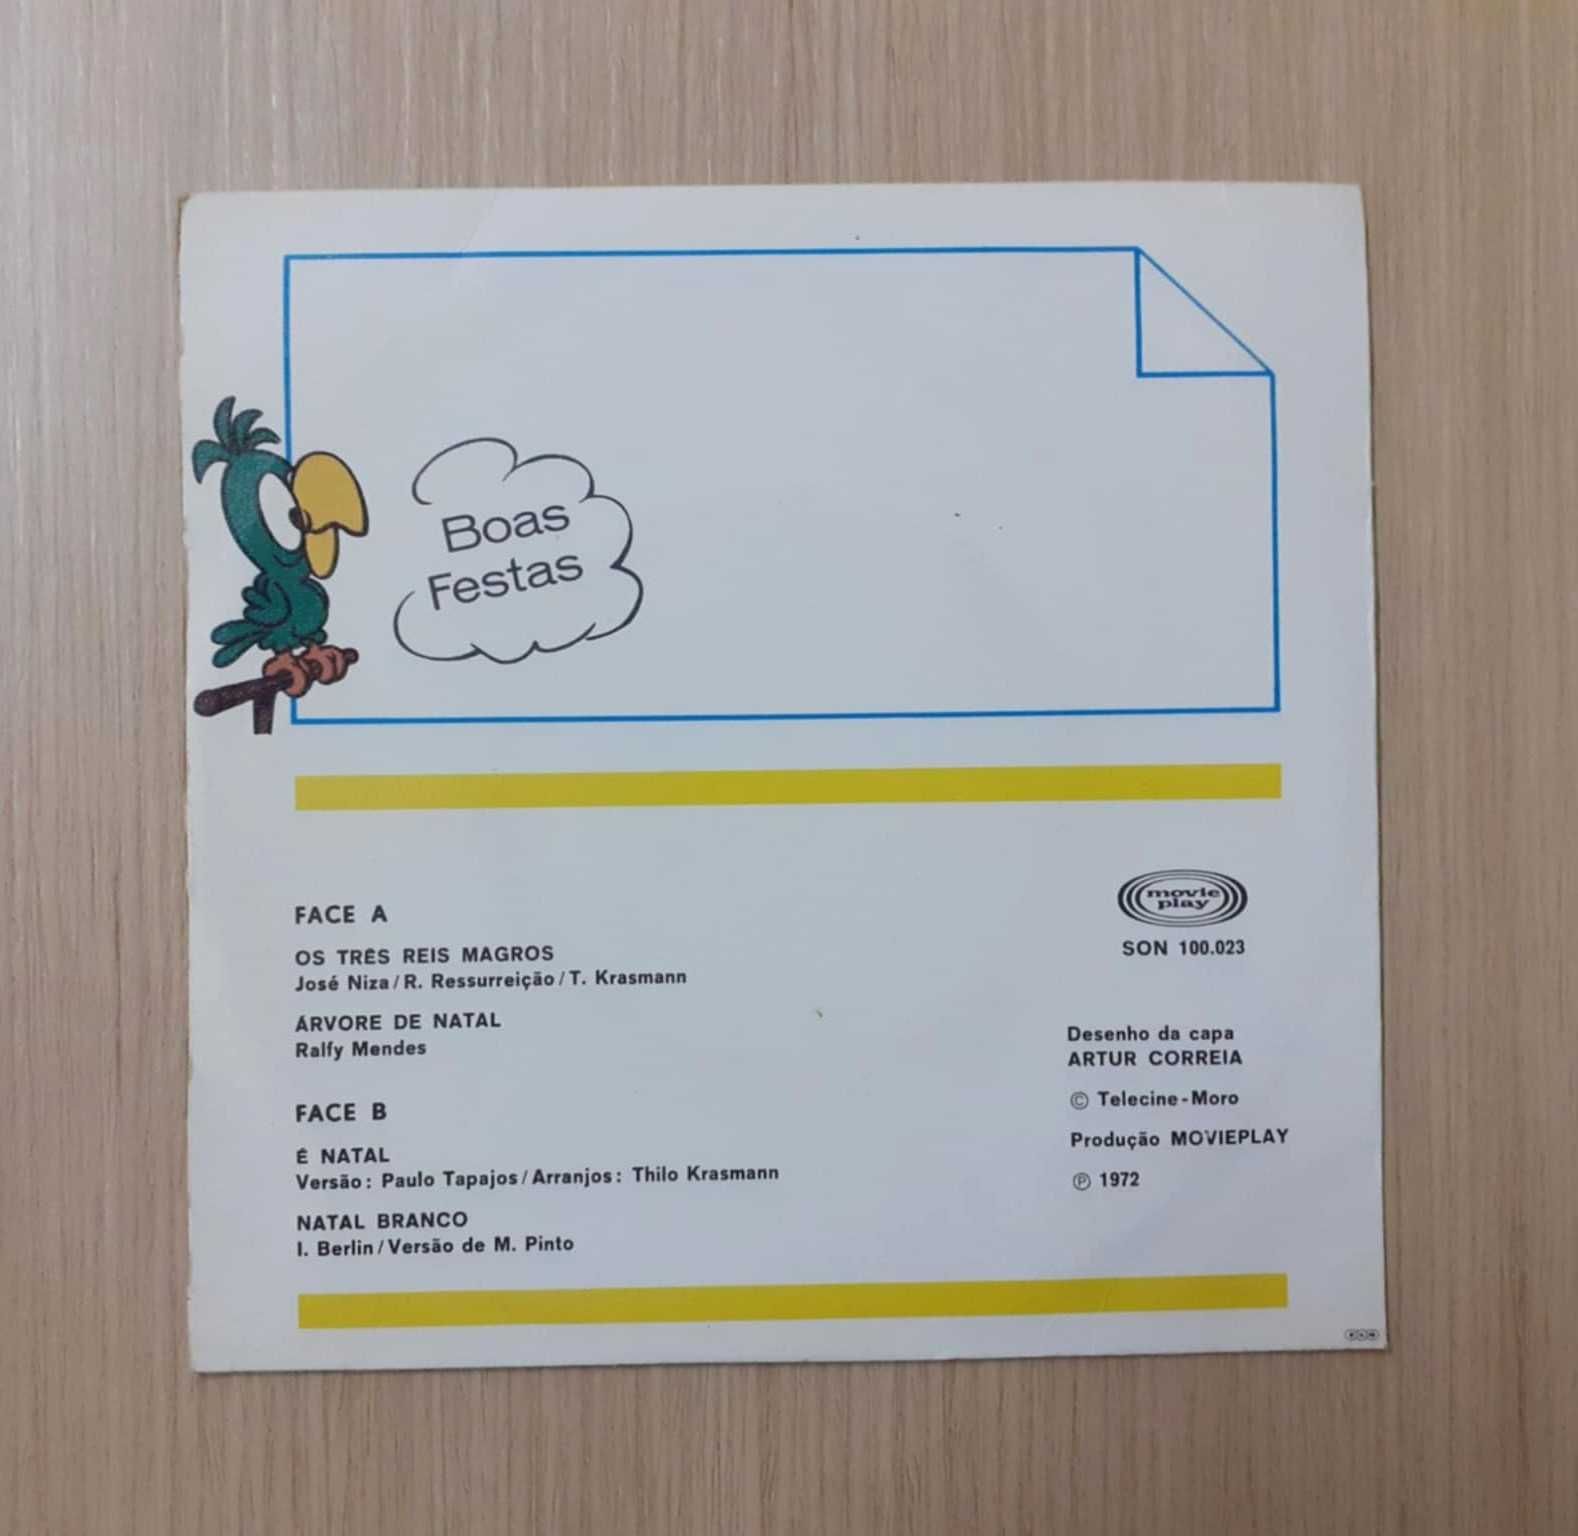 Boas
Festas
FACE A
OS TRÊS REIS MAGROS
José Niza / R. Ressurreição / T. Krasmann
ÁRVORE DE NATAL
Ralfy Mendes
FACE B
É NATAL
Versão: Paulo Tapajos / Arranjos: Thilo Krasmann
NATAL BRANCO
I. Berlin / Versão de M. Pinto
movie
play
SON 100.023
Desenho da capa
ARTUR CORREIA
© Telecine-Moro
Produção MOVIEPLAY
℗ 1972